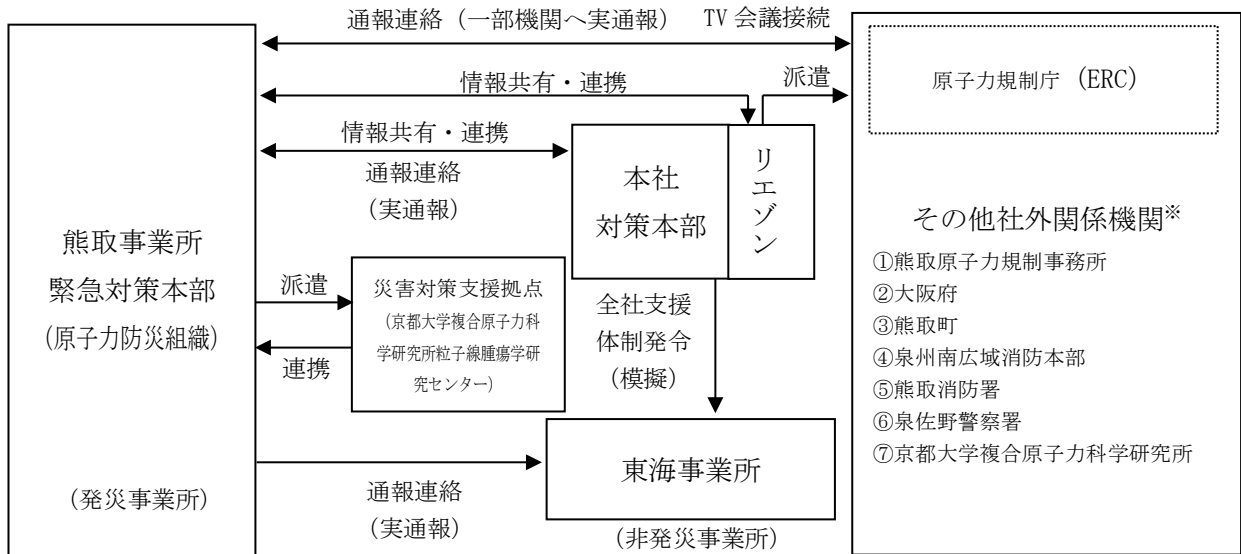 通報連絡（一部機関へ実通報） TV 会議接続
情報共有・連携
派遣
原子力規制庁 (ERC)
情報共有・連携
通報連絡
(実通報)
本社
対策本部
リエゾン
その他社外関係機関※
①熊取原子力規制事務所
②大阪府
③熊取町
④泉州南広域消防本部
⑤熊取消防署
⑥泉佐野警察署
⑦京都大学複合原子力科学研究所
熊取事業所
緊急対策本部
(原子力防災組織)
派遣
連携
災害対策支援拠点
(京都大学複合原子力科
学研究所粒子線腫瘍学研
究センター)
全社支援
体制発令
(模擬)
東海事業所
(発災事業所)
通報連絡
(実通報)
(非発災事業所)